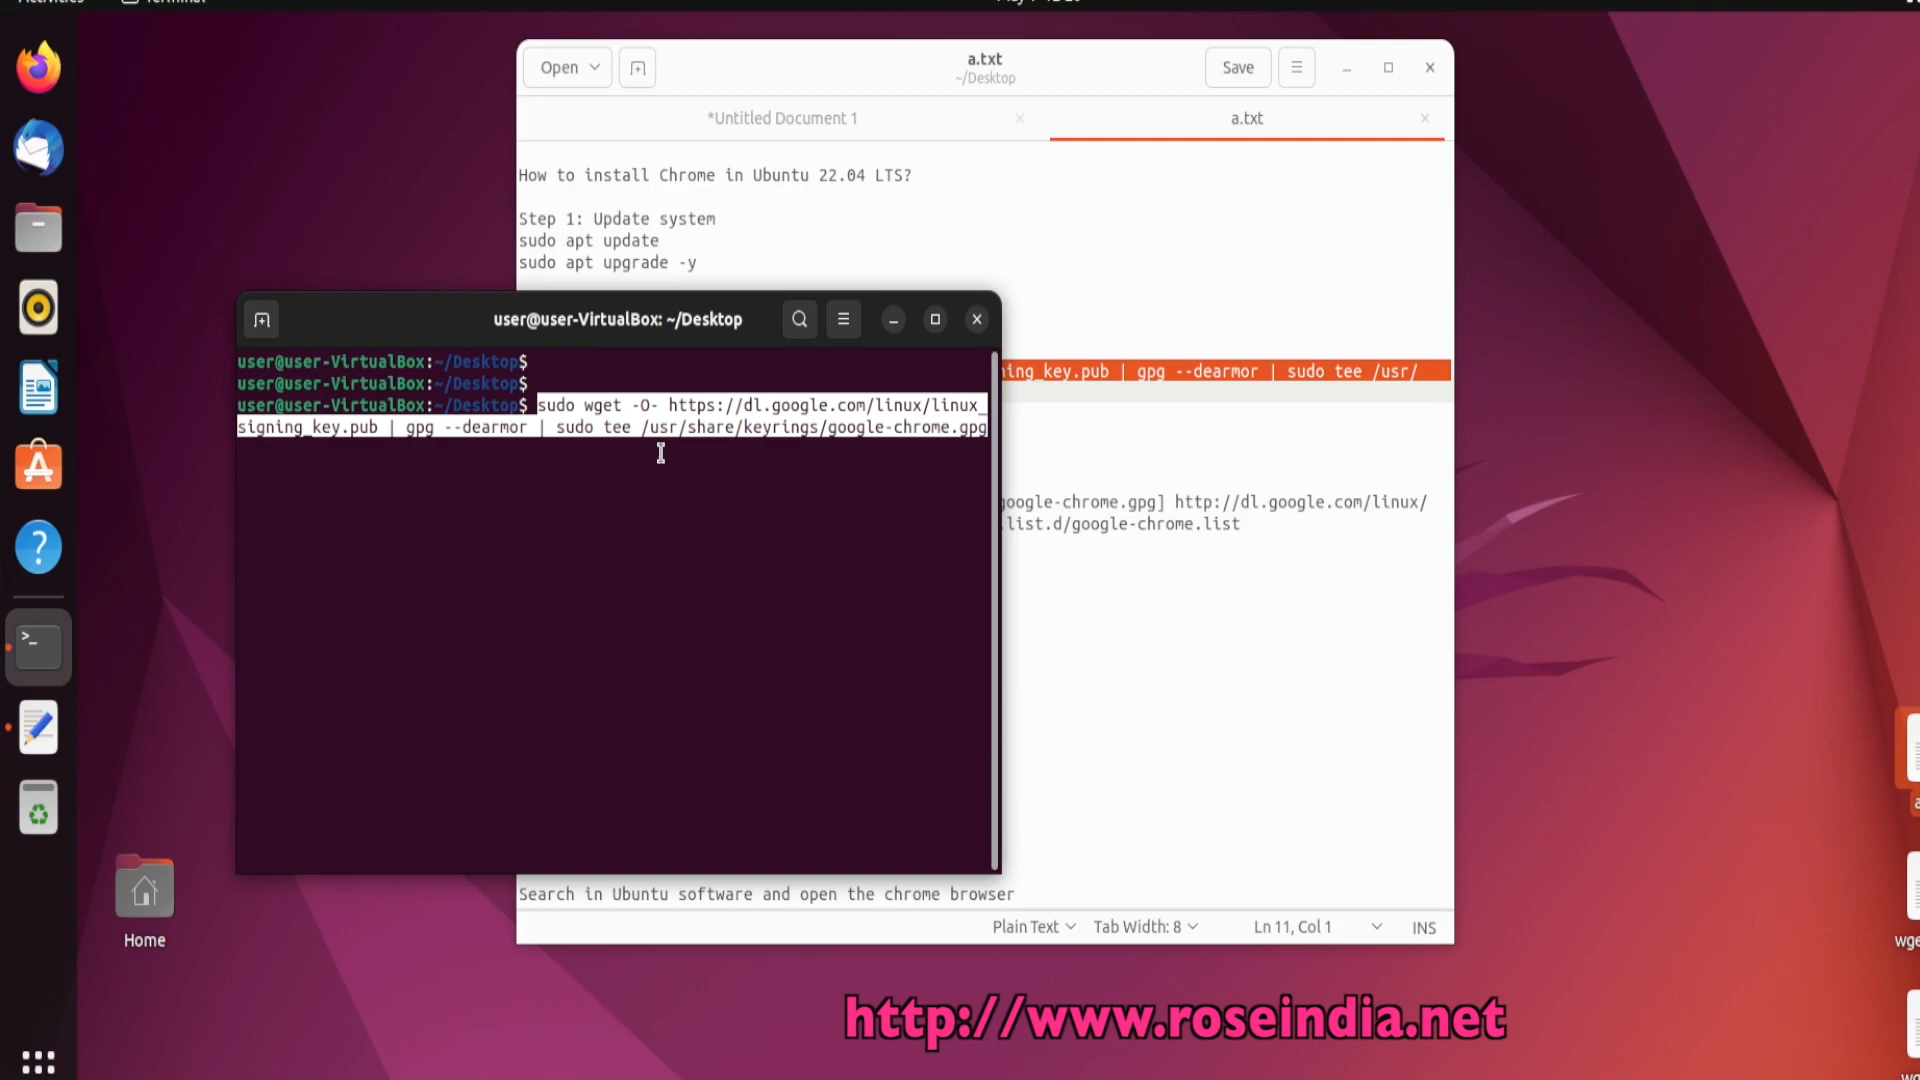 Open
a.txt
~/Desktop
Save
*Untitled Document 1
a.txt
How to install Chrome in Ubuntu 22.04 LTS?
Step 1: Update system
sudo apt update
sudo apt upgrade -y
user@user-VirtualBox: ~/Desktop
user@user-VirtualBox:~/Desktop$
user@user-VirtualBox:~/Desktop$
user@user-VirtualBox:~/Desktop$ sudo wget -O- https://dl.google.com/linux/linux_
signing_key.pub | gpg --dearmor | sudo tee /usr/share/keyrings/google-chrome.gpg
ning_key.pub | gpg --dearmor | sudo tee /usr/
google-chrome.gpg] http://dl.google.com/linux/
.list.d/google-chrome.list
Search in Ubuntu software and open the chrome browser
Plain Text
Tab Width: 8
Ln 11, Col 1
INS
Home
http://www.roseindia.net